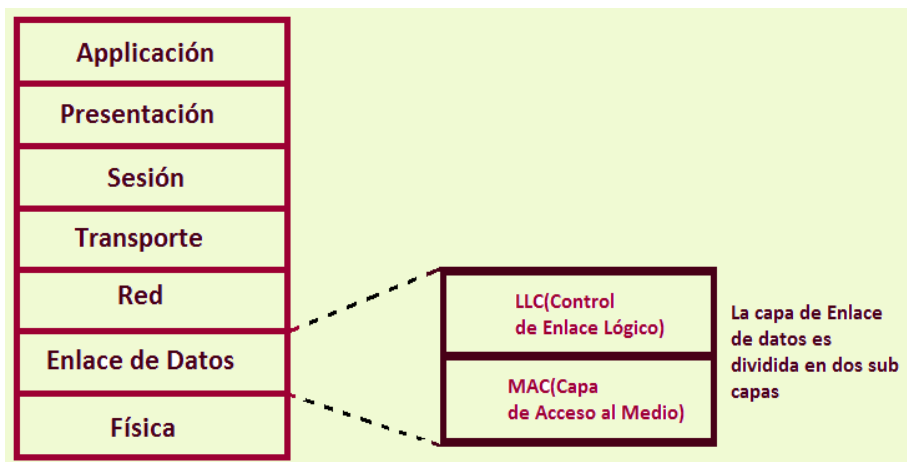 Applicación
Presentación
Sesión
Transporte
Red
Enlace de Datos
Física
LLC(Control
de Enlace Lógico)
MAC(Capa
de Acceso al Medio)
La capa de Enlace
de datos es
dividida en dos sub
capas